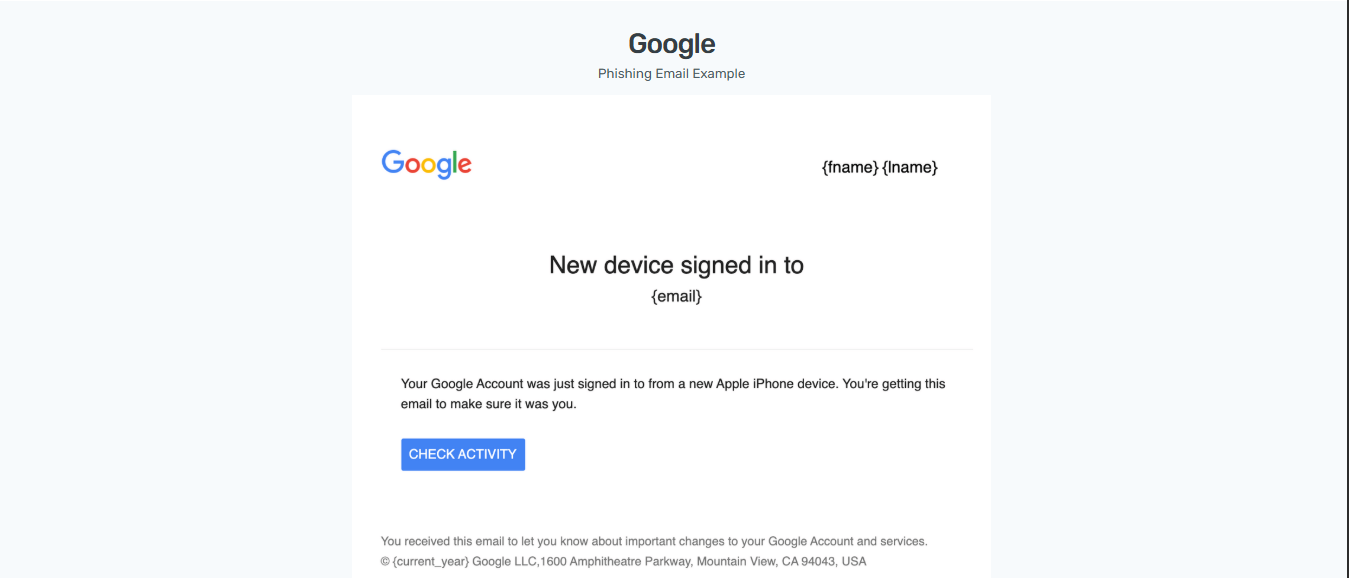 Google
Phishing Email Example
Google
{fname} {lname}
New device signed in to
{email}
Your Google Account was just signed in to from a new Apple iPhone device. You're getting this
email to make sure it was you.
CHECK ACTIVITY
You received this email to let you know about important changes to your Google Account and services.
© {current_year} Google LLC,1600 Amphitheatre Parkway, Mountain View, CA 94043, USA